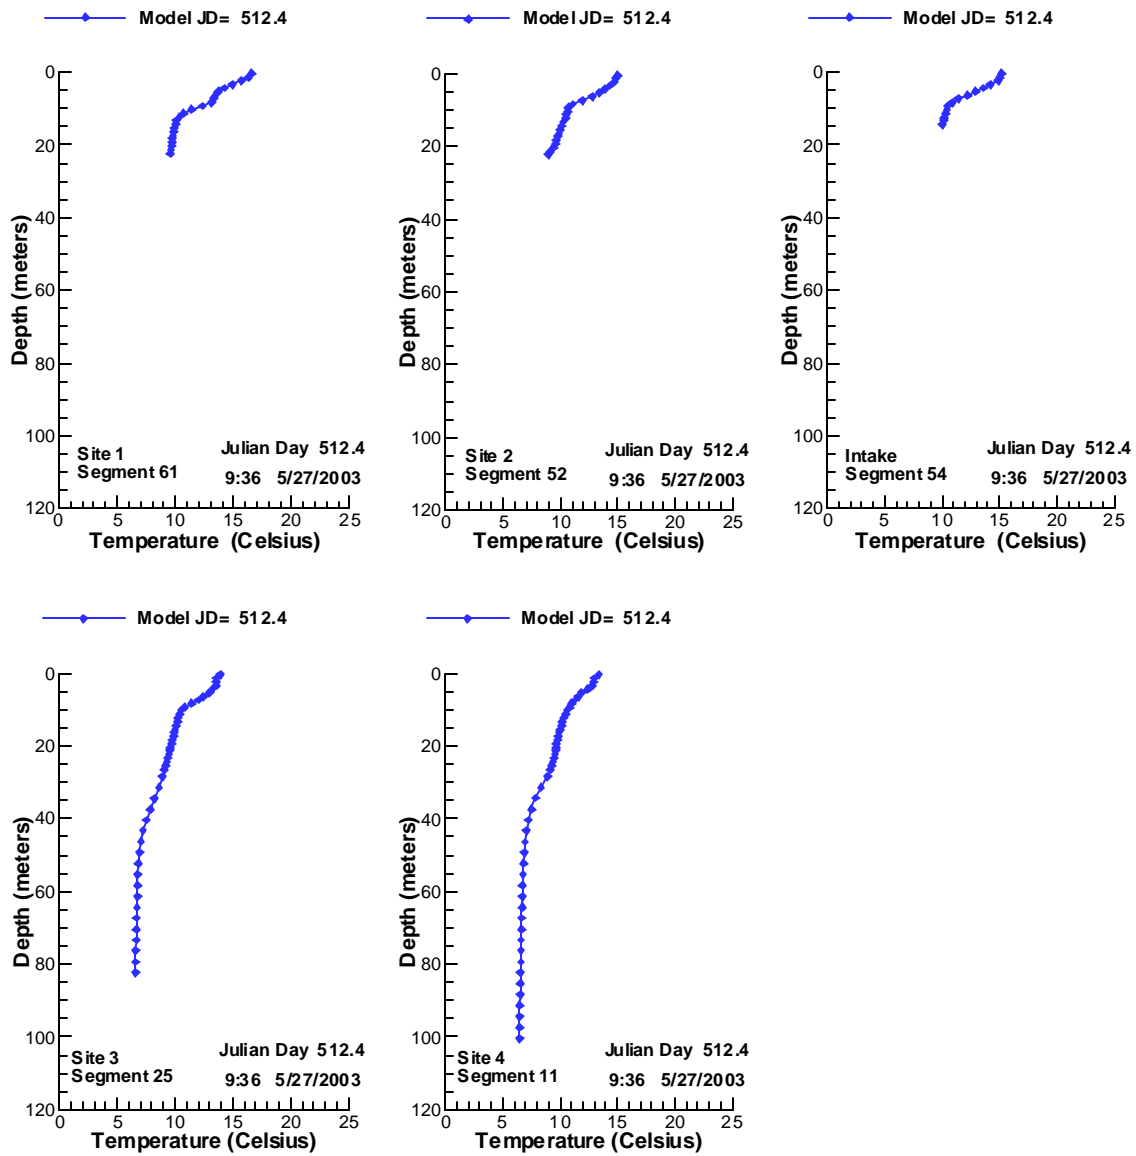 Model JD= 512.4
0
20
40
60
80
100
120
Depth (meters)
Site 1
Segment 61
Julian Day 512.4
9:36 5/27/2003
0 5 10 15 20 25
Temperature (Celsius)
Model JD= 512.4
0
20
40
60
80
100
120
Depth (meters)
Site 2
Segment 52
Julian Day 512.4
9:36 5/27/2003
0 5 10 15 20 25
Temperature (Celsius)
Model JD= 512.4
0
20
40
60
80
100
120
Depth (meters)
Intake
Segment 54
Julian Day 512.4
9:36 5/27/2003
0 5 10 15 20 25
Temperature (Celsius)
Model JD= 512.4
0
20
40
60
80
100
120
Depth (meters)
Site 3
Segment 25
Julian Day 512.4
9:36 5/27/2003
0 5 10 15 20 25
Temperature (Celsius)
Model JD= 512.4
0
20
40
60
80
100
120
Depth (meters)
Site 4
Segment 11
Julian Day 512.4
9:36 5/27/2003
0 5 10 15 20 25
Temperature (Celsius)